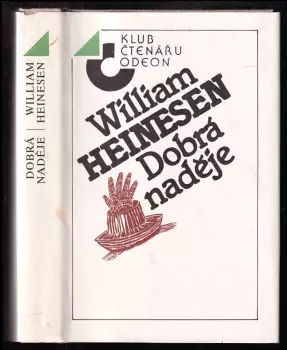 DOBRÁ
NADĚJE
WILLIAM
HEINESEN
KLUB
ČTENÁŘŮ
ODEON
William
HEINESEN
Dobrá
naděje